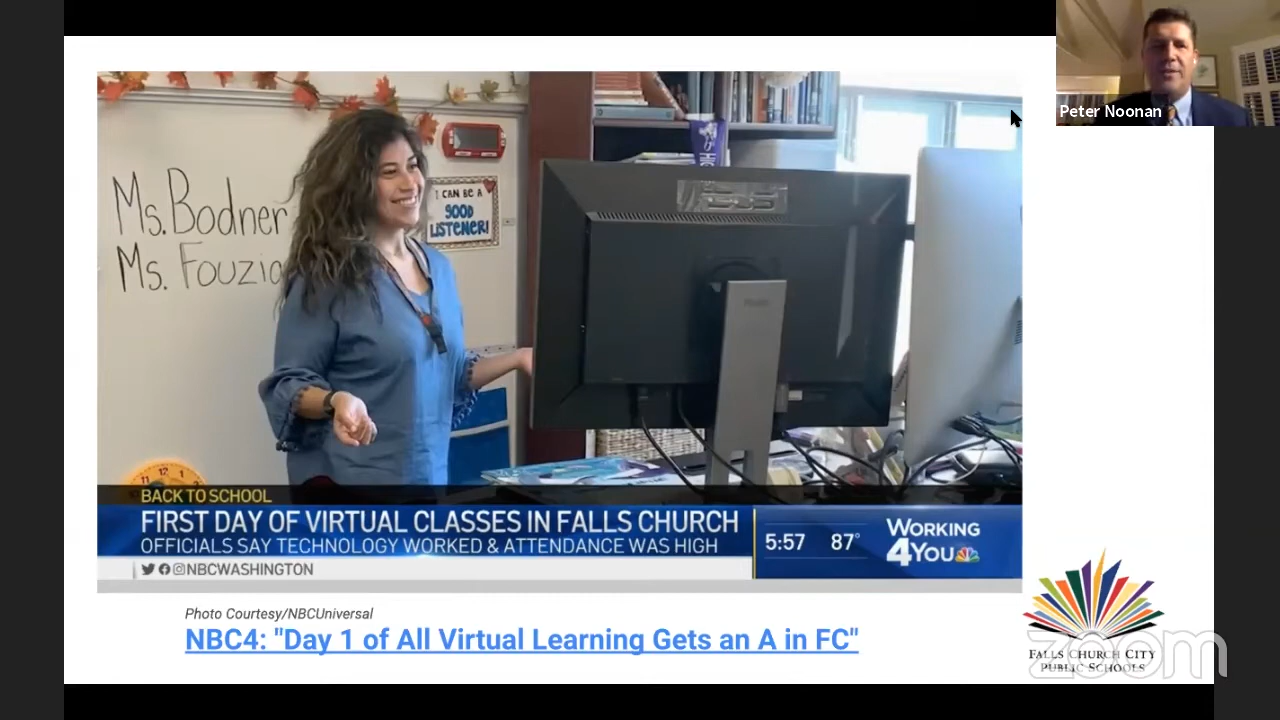 Peter Noonan
Ms. Bodner
Ms. Fouzia
I CAN BE A
GOOD
LISTENER!
BACK TO SCHOOL
FIRST DAY OF VIRTUAL CLASSES IN FALLS CHURCH
OFFICIALS SAY TECHNOLOGY WORKED & ATTENDANCE WAS HIGH
5:57 87°
WORKING
4 YOU
NBCWASHINGTON
Photo Courtesy/NBCUniversal
NBC4: "Day 1 of All Virtual Learning Gets an A in FC"
FALLS CHURCH CITY
PUBLIC SCHOOLS
zoom